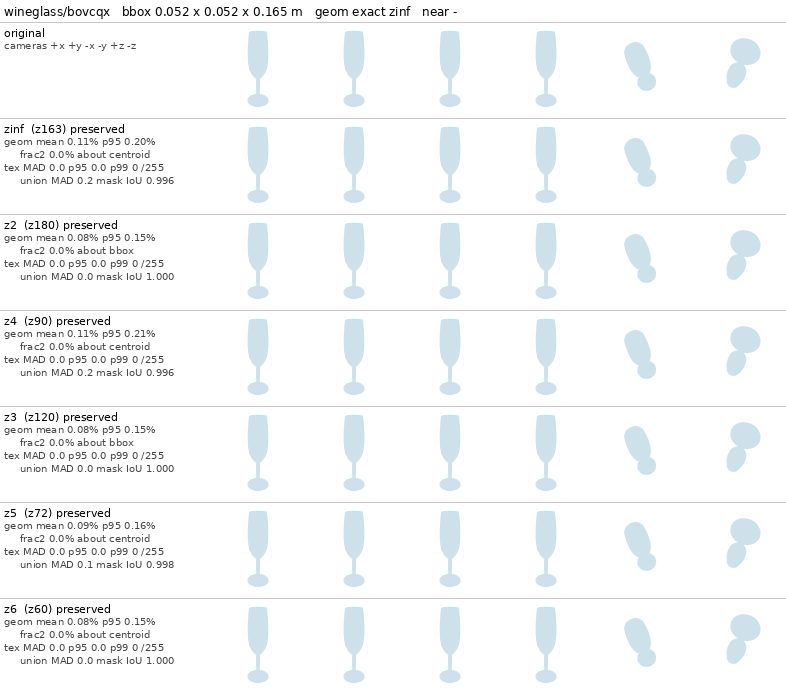 wineglass/bovcqx   bbox 0.052 x 0.052 x 0.165 m   geom exact zinf   near -
original
cameras +x +y -x -y +z -z
zinf  (z163) preserved
geom mean 0.11% p95 0.20%
frac2 0.0% about centroid
tex MAD 0.0 p95 0.0 p99 0 /255
union MAD 0.2 mask IoU 0.996
z2  (z180) preserved
geom mean 0.08% p95 0.15%
frac2 0.0% about bbox
tex MAD 0.0 p95 0.0 p99 0 /255
union MAD 0.0 mask IoU 1.000
z4  (z90) preserved
geom mean 0.11% p95 0.21%
frac2 0.0% about centroid
tex MAD 0.0 p95 0.0 p99 0 /255
union MAD 0.2 mask IoU 0.996
z3  (z120) preserved
geom mean 0.08% p95 0.15%
frac2 0.0% about bbox
tex MAD 0.0 p95 0.0 p99 0 /255
union MAD 0.0 mask IoU 1.000
z5  (z72) preserved
geom mean 0.09% p95 0.16%
frac2 0.0% about centroid
tex MAD 0.0 p95 0.0 p99 0 /255
union MAD 0.1 mask IoU 0.998
z6  (z60) preserved
geom mean 0.08% p95 0.15%
frac2 0.0% about centroid
tex MAD 0.0 p95 0.0 p99 0 /255
union MAD 0.0 mask IoU 1.000